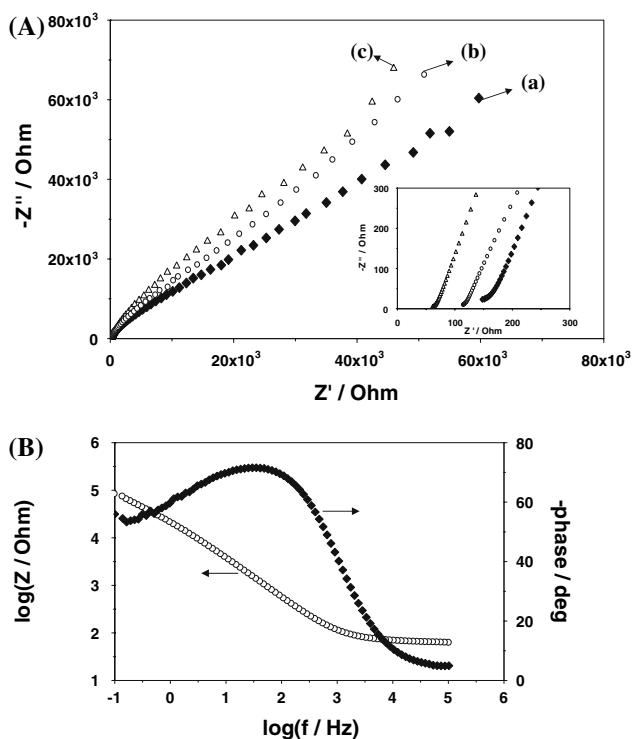 (A)
80x10³
60x10³
40x10³
20x10³
0
-Z'' / Ohm
(c)
(b)
(a)
300
200
100
0
-Z'' / Ohm
0
100
200
300
Z' / Ohm
0
20x10³
40x10³
60x10³
80x10³
Z' / Ohm
(B)
6
5
4
3
2
1
log(Z / Ohm)
80
60
40
20
0
-phase / deg
-1
0
1
2
3
4
5
6
log(f / Hz)